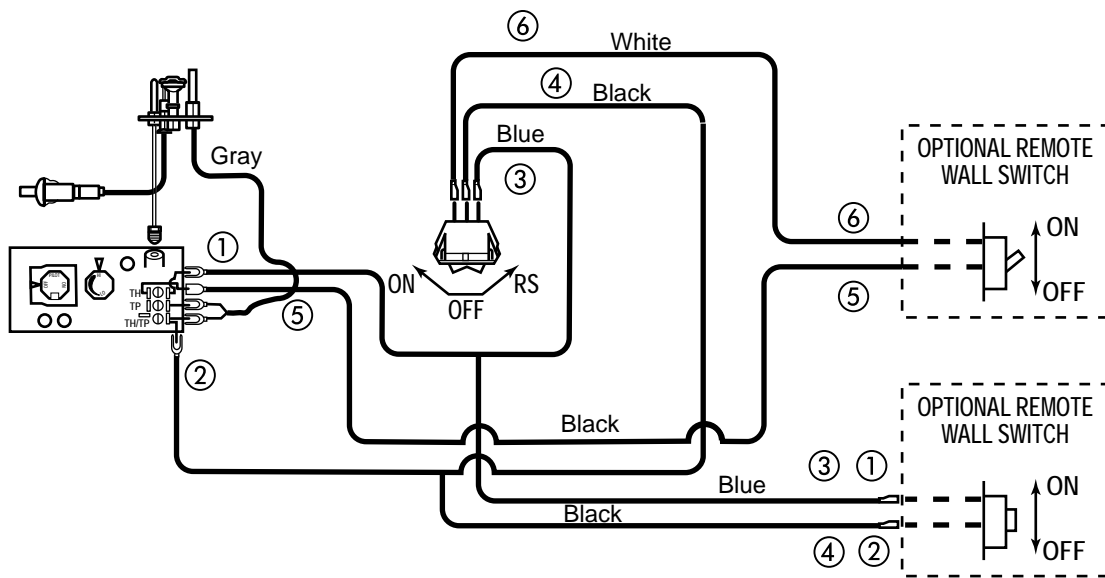 ⑥
White
④
Black
Blue
③
Gray
OPTIONAL REMOTE
WALL SWITCH
⑥
ON
⑤
OFF
①
ON
OFF
RS
TH
TP
TH/TP
⑤
②
Black
OPTIONAL REMOTE
WALL SWITCH
③ ①
Blue
ON
Black
④ ②
OFF